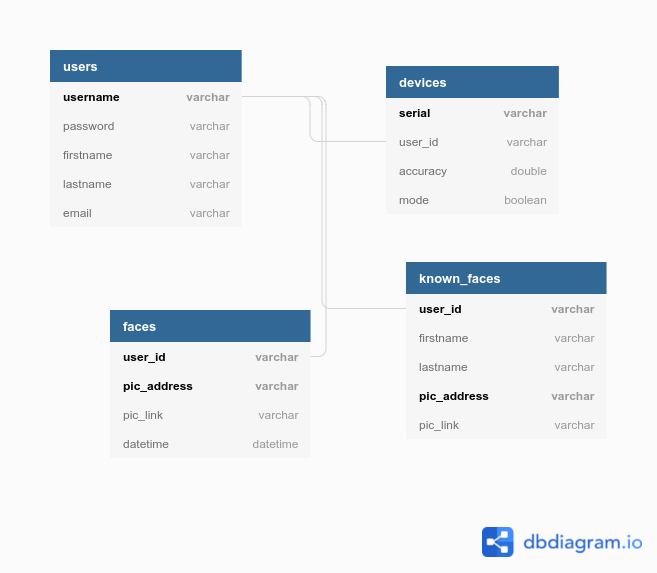 users
username varchar
password varchar
firstname varchar
lastname varchar
email varchar
devices
serial varchar
user_id varchar
accuracy double
mode boolean
known_faces
user_id varchar
firstname varchar
lastname varchar
pic_address varchar
pic_link varchar
faces
user_id varchar
pic_address varchar
pic_link varchar
datetime datetime
dbdiagram.io